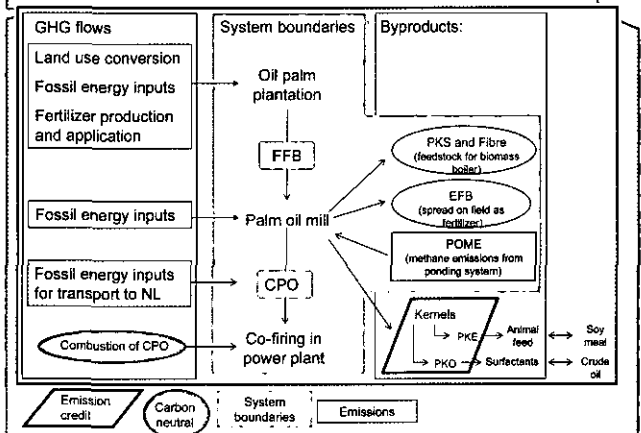 GHG flows
System boundaries
Byproducts:
Land use conversion
Fossil energy inputs
Fertilizer production
and application
Oil palm
plantation
FFB
PKS and Fibre
(feedstock for biomass
boiler)
EFB
(spread on field as
fertilizer)
Fossil energy inputs
Palm oil mill
POME
(methane emissions from
ponding system)
Fossil energy inputs
for transport to NL
CPO
Kernels
PKE
Animal
feed
Soy
meal
PKO
Surfactants
Crude
oil
Combustion of CPO
Co-firing in
power plant
Emission
credit
Carbon
neutral
System
boundaries
Emissions